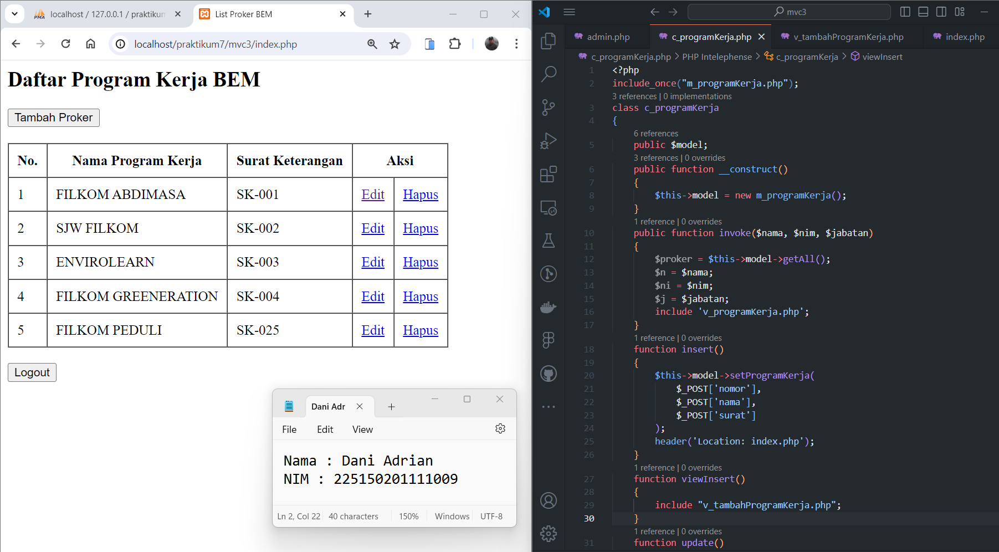 localhost / 127.0.0.1 / praktikum
List Proker BEM
localhost/praktikum7/mvc3/index.php
Daftar Program Kerja BEM
Tambah Proker
No. Nama Program Kerja Surat Keterangan Aksi
1 FILKOM ABDIMASA SK-001 Edit Hapus
2 SJW FILKOM SK-002 Edit Hapus
3 ENVIROLEARN SK-003 Edit Hapus
4 FILKOM GREENERATION SK-004 Edit Hapus
5 FILKOM PEDULI SK-025 Edit Hapus
Logout
Dani Adr
File Edit View
Nama : Dani Adrian
NIM : 225150201111009
Ln 2, Col 22 40 characters 150% Windows UTF-8
mvc3
admin.php c_programKerja.php v_tambahProgramKerja.php index.php
c_programKerja.php > PHP Intelephense > c_programKerja > viewInsert
1 <?php
2 include_once("m_programKerja.php");
3 references | 0 implementations
3 class c_programKerja
4 {
6 references
5 public $model;
3 references | 0 overrides
6 public function __construct()
7 {
8 $this->model = new m_programKerja();
9 }
1 reference | 0 overrides
10 public function invoke($nama, $nim, $jabatan)
11 {
12 $proker = $this->model->getAll();
13 $n = $nama;
14 $ni = $nim;
15 $j = $jabatan;
16 include 'v_programKerja.php';
17 }
1 reference | 0 overrides
18 function insert()
19 {
20 $this->model->setProgramKerja(
21 $_POST['nomor'],
22 $_POST['nama'],
23 $_POST['surat']
24 );
25 header('Location: index.php');
26 }
1 reference | 0 overrides
27 function viewInsert()
28 {
29 include "v_tambahProgramKerja.php";
30 }
1 reference | 0 overrides
31 function update()